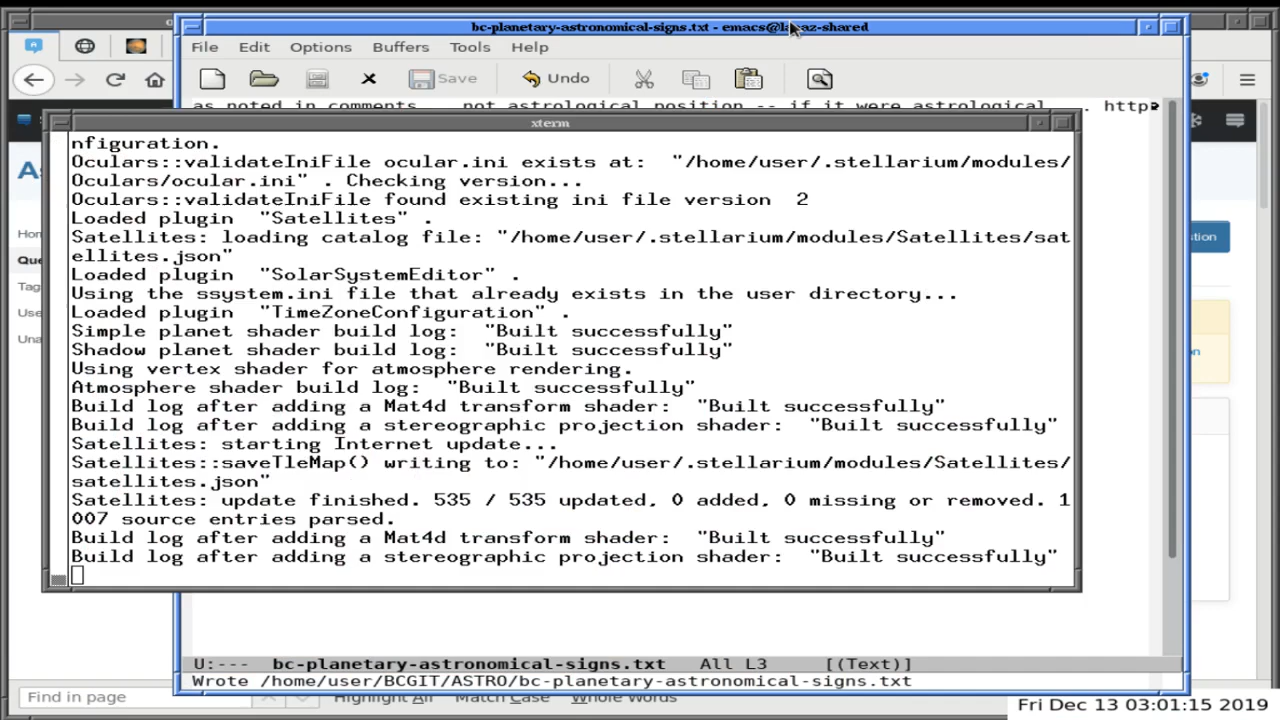 bc-planetary-astronomical-signs.txt - emacs@lapaz-shared
File Edit Options Buffers Tools Help
Save Undo
as noted in comments not astrological position -- if it were astrological http
xterm
nfiguration.
Oculars::validateIniFile ocular.ini exists at:  "/home/user/.stellarium/modules/
Oculars/ocular.ini" . Checking version...
Oculars::validateIniFile found existing ini file version  2
Loaded plugin  "Satellites" .
Satellites: loading catalog file: "/home/user/.stellarium/modules/Satellites/sat
ellites.json"
Loaded plugin  "SolarSystemEditor" .
Using the ssystem.ini file that already exists in the user directory...
Loaded plugin  "TimeZoneConfiguration" .
Simple planet shader build log:  "Built successfully"
Shadow planet shader build log:  "Built successfully"
Using vertex shader for atmosphere rendering.
Atmosphere shader build log:  "Built successfully"
Build log after adding a Mat4d transform shader:  "Built successfully"
Build log after adding a stereographic projection shader:  "Built successfully"
Satellites: starting Internet update...
Satellites::saveTleMap() writing to: "/home/user/.stellarium/modules/Satellites/
satellites.json"
Satellites: update finished. 535 / 535 updated, 0 added, 0 missing or removed. 1
007 source entries parsed.
Build log after adding a Mat4d transform shader:  "Built successfully"
Build log after adding a stereographic projection shader:  "Built successfully"
As
Hom
Que
Tag
Use
Una
tion
on
U:--- bc-planetary-astronomical-signs.txt All L3 [(Text)]
Wrote /home/user/BCGIT/ASTRO/bc-planetary-astronomical-signs.txt
Find in page Highlight All Match Case Whole Words
Fri Dec 13 03:01:15 2019